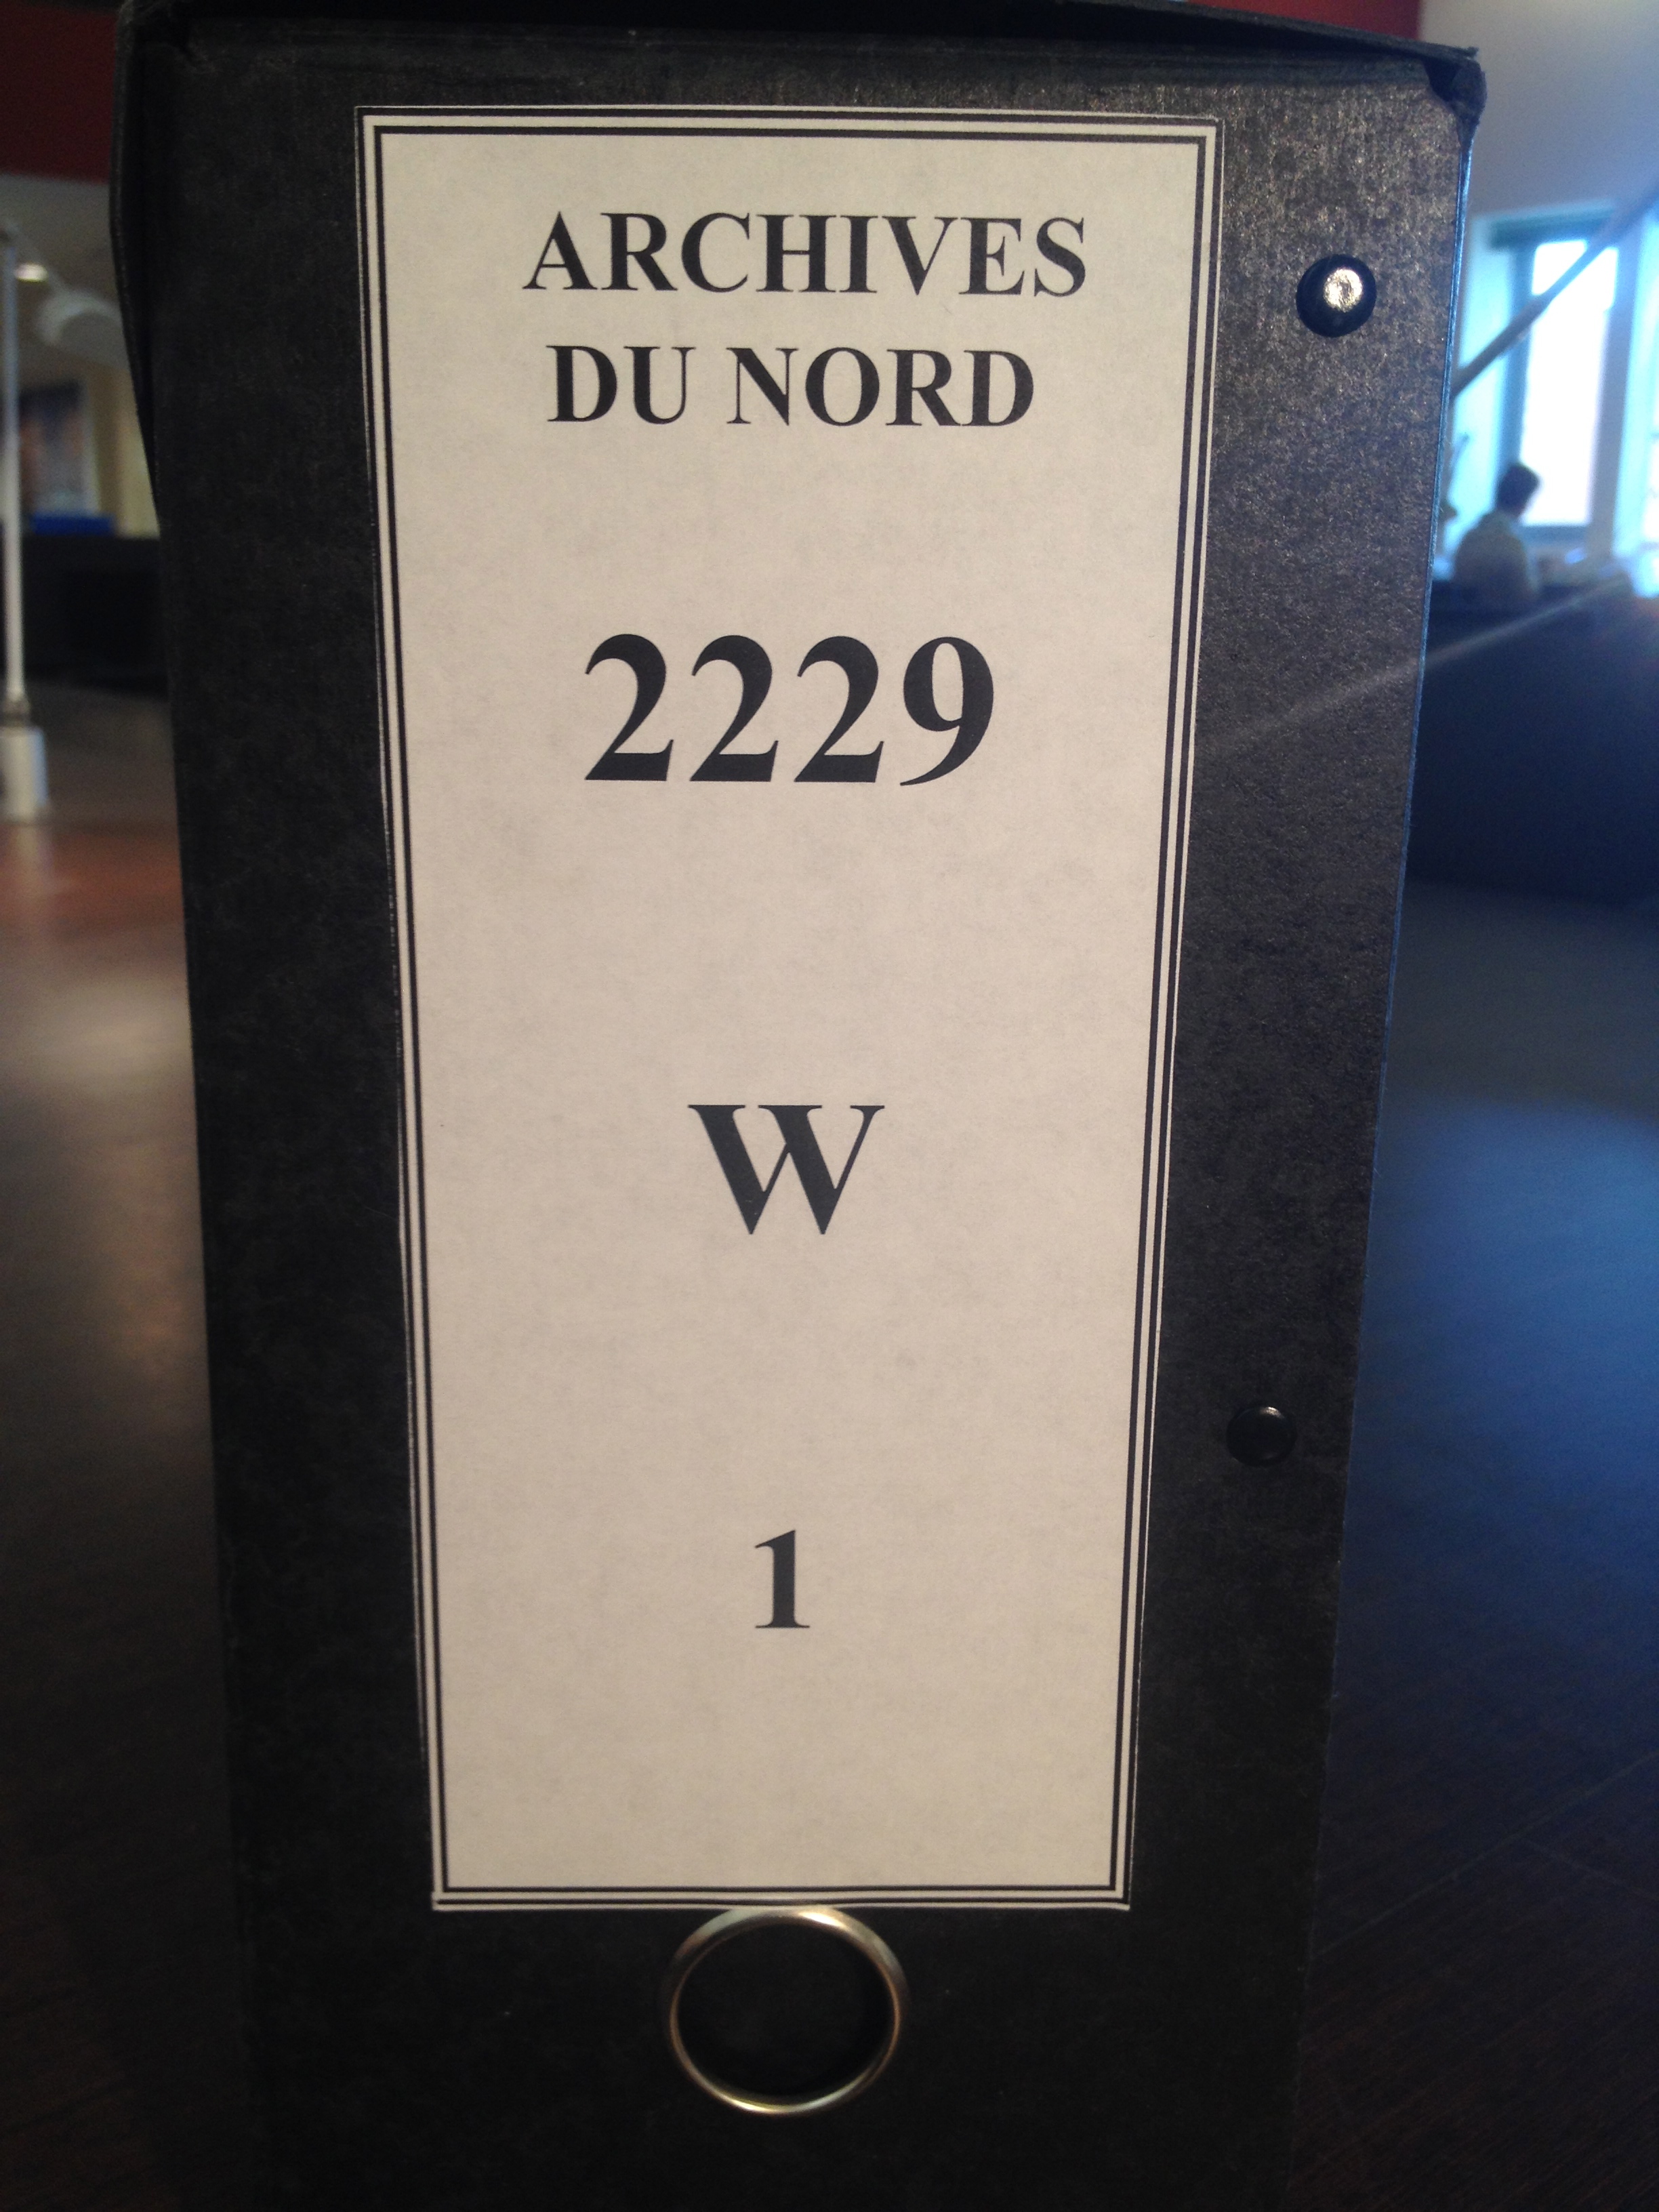 ARCHIVES
DU NORD
2229
W
1